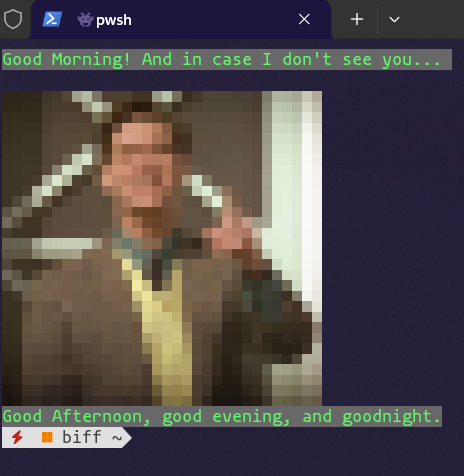 pwsh
Good Morning! And in case I don't see you...
Good Afternoon, good evening, and goodnight.
biff ~